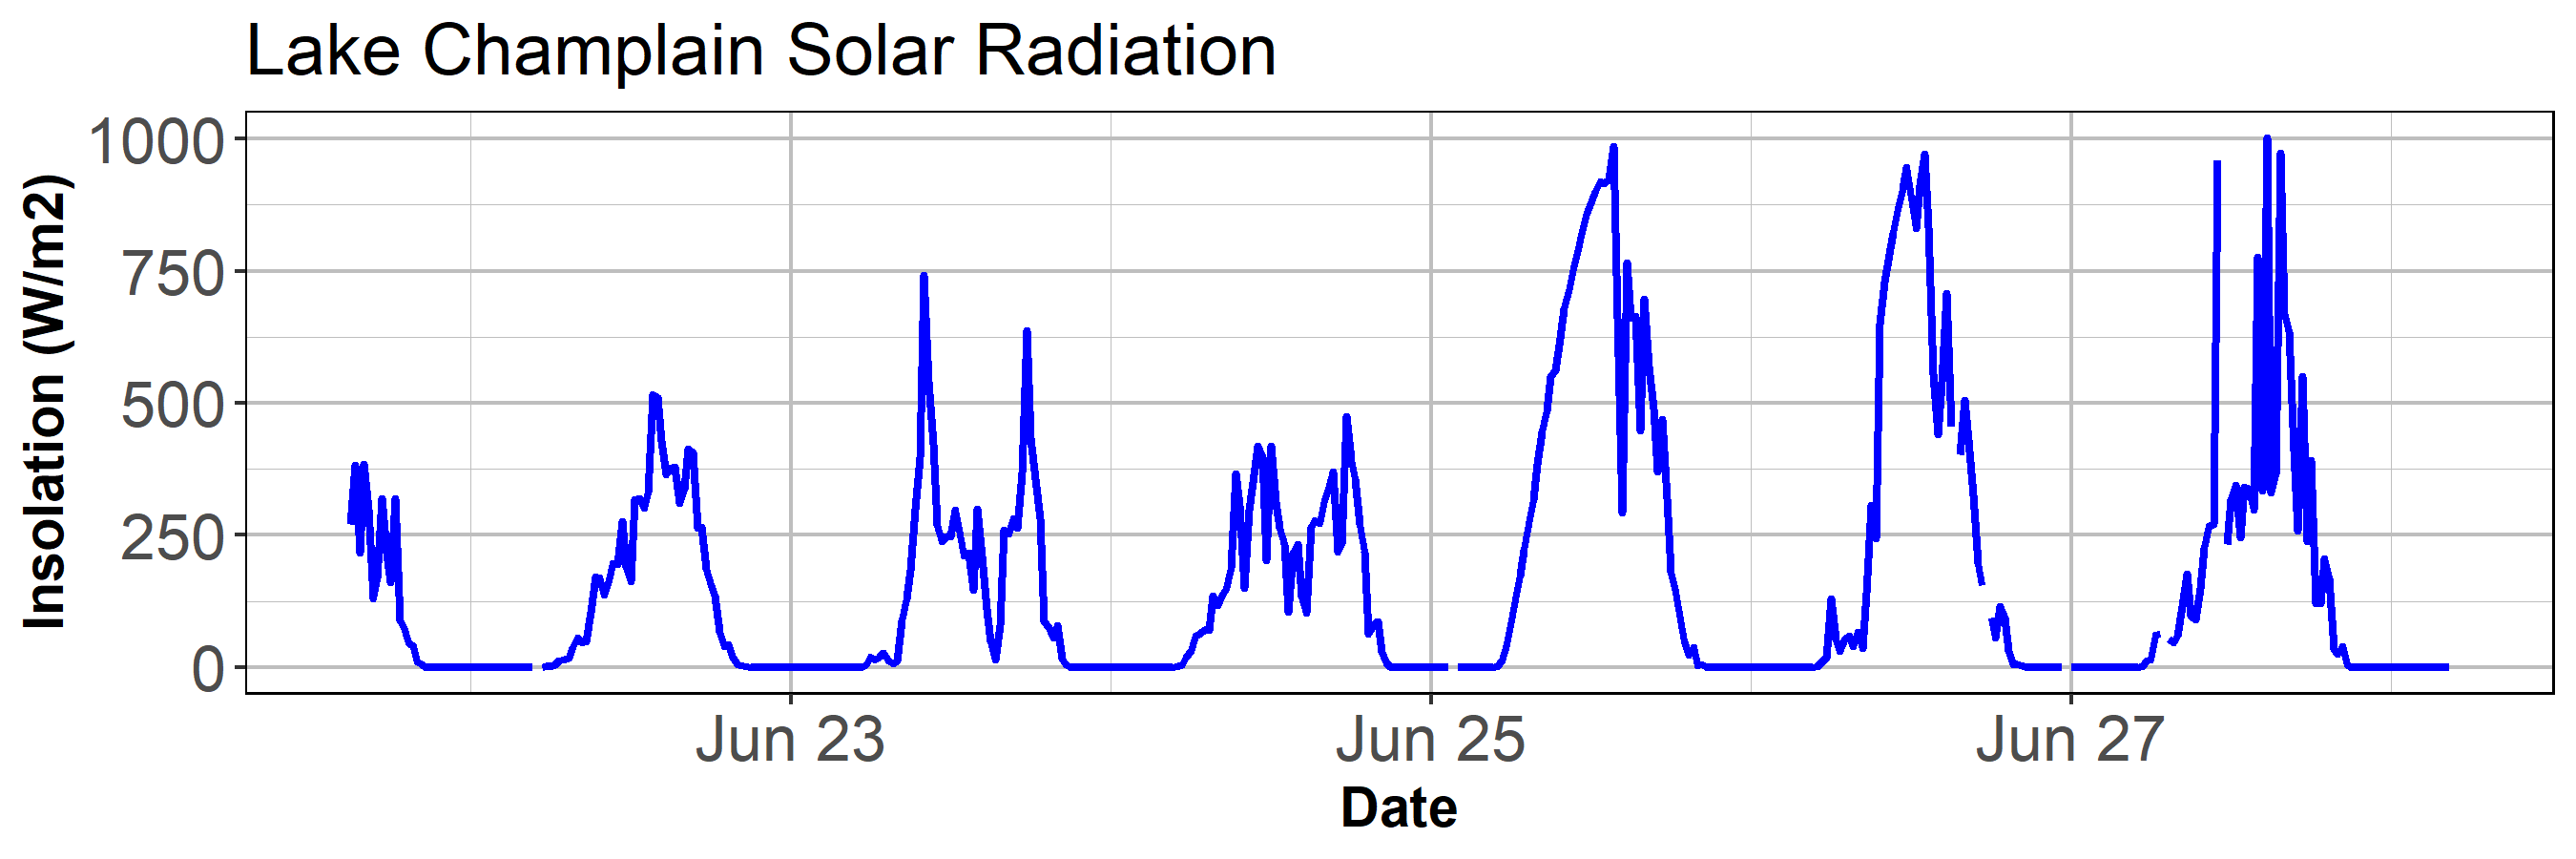 Lake Champlain Solar Radiation
Insolation (W/m2)
1000
750
500
250
0
Jun 23 Jun 25 Jun 27
Date